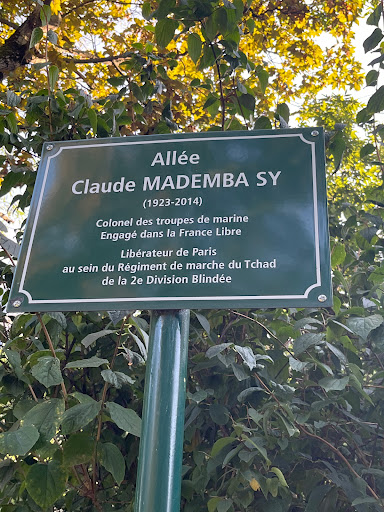 Allée
Claude MADEMBA SY
(1923-2014)
Colonel des troupes de marine
Engagé dans la France Libre
Libérateur de Paris
au sein du Régiment de marche du Tchad
de la 2e Division Blindée